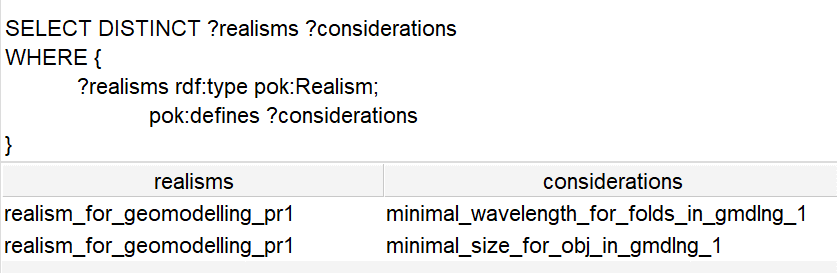 SELECT DISTINCT ?realisms ?considerations
WHERE {
?realisms rdf:type pok:Realism;
pok:defines ?considerations
}
realisms considerations
realism_for_geomodelling_pr1 minimal_wavelength_for_folds_in_gmdlng_1
realism_for_geomodelling_pr1 minimal_size_for_obj_in_gmdlng_1